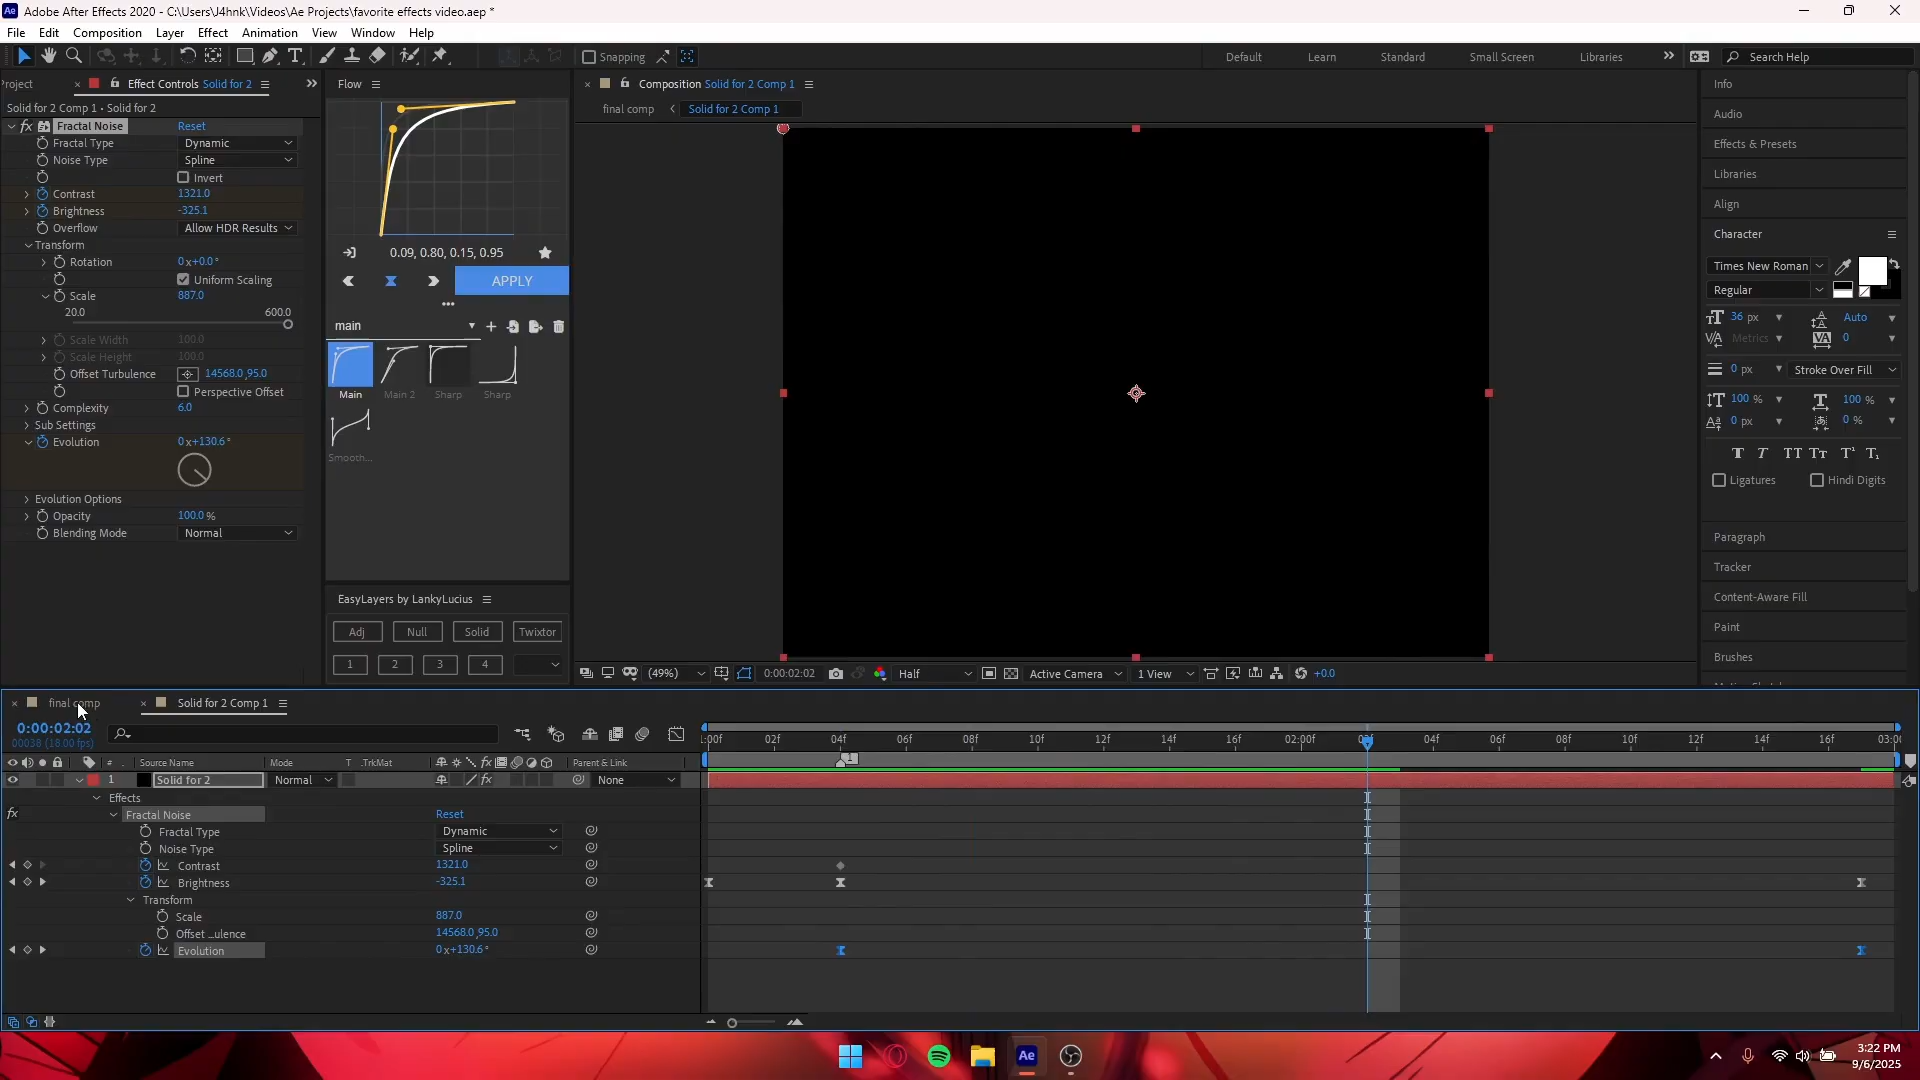 Adobe After Effects 2020 - C:\Users\J4hnk\Videos\Ae Projects\favorite effects video.aep *
File Edit Composition Layer Effect Animation View Window Help
Snapping
Default Learn Standard Small Screen Libraries
Search Help
Project Effect Controls Solid for 2
Solid for 2 Comp 1 • Solid for 2
Fractal Noise Reset
Fractal Type Dynamic
Noise Type Spline
Invert
Contrast 1321.0
Brightness -325.1
Overflow Allow HDR Results
Transform
Rotation 0x+0.0°
Uniform Scaling
Scale 887.0
20.0 600.0
Scale Width 100.0
Scale Height 100.0
Offset Turbulence 14568.0,95.0
Perspective Offset
Complexity 6.0
Sub Settings
Evolution 0x+130.6°
Evolution Options
Opacity 100.0 %
Blending Mode Normal
Flow
0.09, 0.80, 0.15, 0.95
APPLY
main
Main Main 2 Sharp Sharp
Smooth...
EasyLayers by LankyLucius
Adj Null Solid Twixtor
1 2 3 4
Composition Solid for 2 Comp 1
final comp Solid for 2 Comp 1
(49%) 0:00:02:02 Half Active Camera 1 View +0.0
Info
Audio
Effects & Presets
Libraries
Align
Character
Times New Roman
Regular
36 px Auto
Metrics 0
0 px Stroke Over Fill
100 % 100 %
0 px 0 %
T T TT Tт T¹ T₁
Ligatures Hindi Digits
Paragraph
Tracker
Content-Aware Fill
Paint
Brushes
final comp Solid for 2 Comp 1
0:00:02:02
00038 (18.00 fps)
:00f 02f 04f 06f 08f 10f 12f 14f 16f 02:00f 04f 06f 08f 10f 12f 14f 16f 03:00
1
# Source Name Mode T .TrkMat Parent & Link
1 Solid for 2 Normal None
Effects
Fractal Noise Reset
Fractal Type Dynamic
Noise Type Spline
Contrast 1321.0
Brightness -325.1
Transform
Scale 887.0
Offset ...ulence 14568.0,95.0
Evolution 0x+130.6°
Ae
3:22 PM
9/6/2025